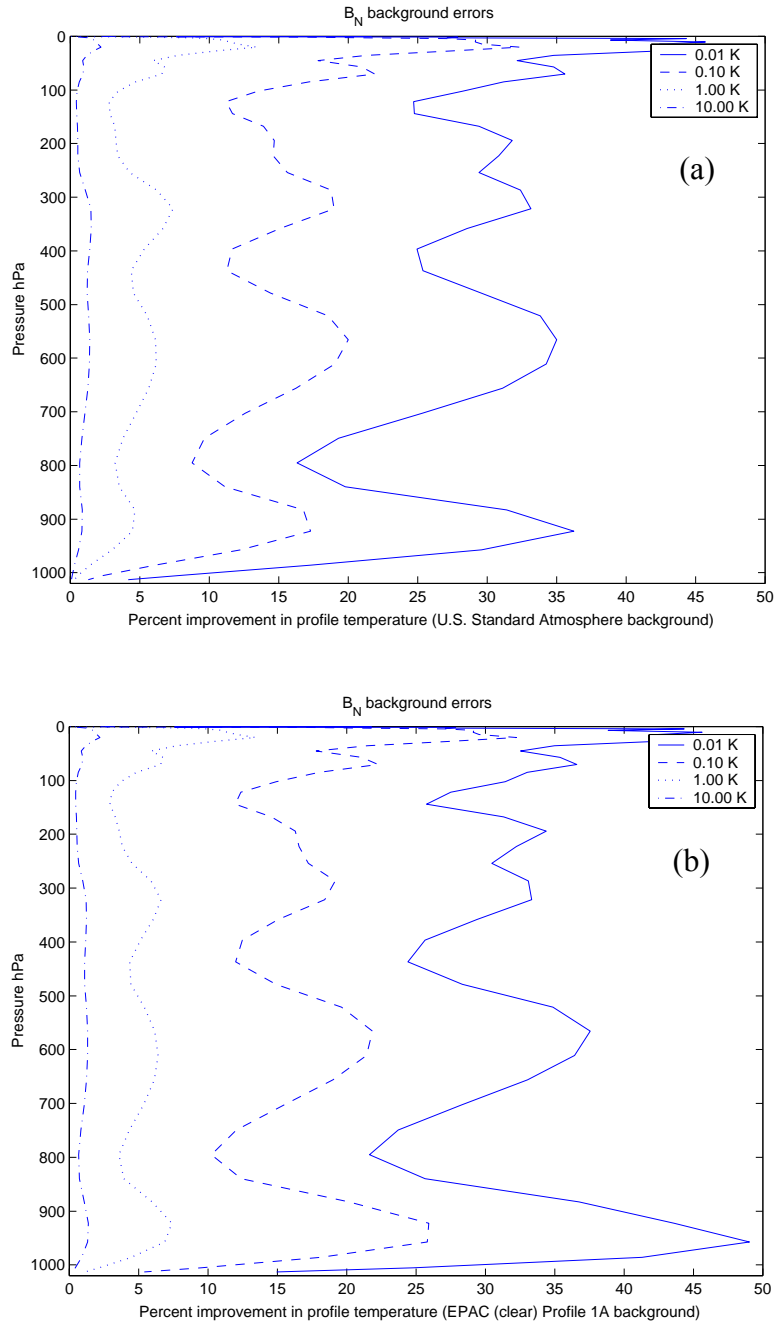 B_N background errors
0
100
200
300
400
500
600
700
800
900
1000
Pressure hPa
0.01 K
0.10 K
1.00 K
10.00 K
(a)
0 5 10 15 20 25 30 35 40 45 50
Percent improvement in profile temperature (U.S. Standard Atmosphere background)
B_N background errors
0
100
200
300
400
500
600
700
800
900
1000
Pressure hPa
0.01 K
0.10 K
1.00 K
10.00 K
(b)
0 5 10 15 20 25 30 35 40 45 50
Percent improvement in profile temperature (EPAC (clear) Profile 1A background)